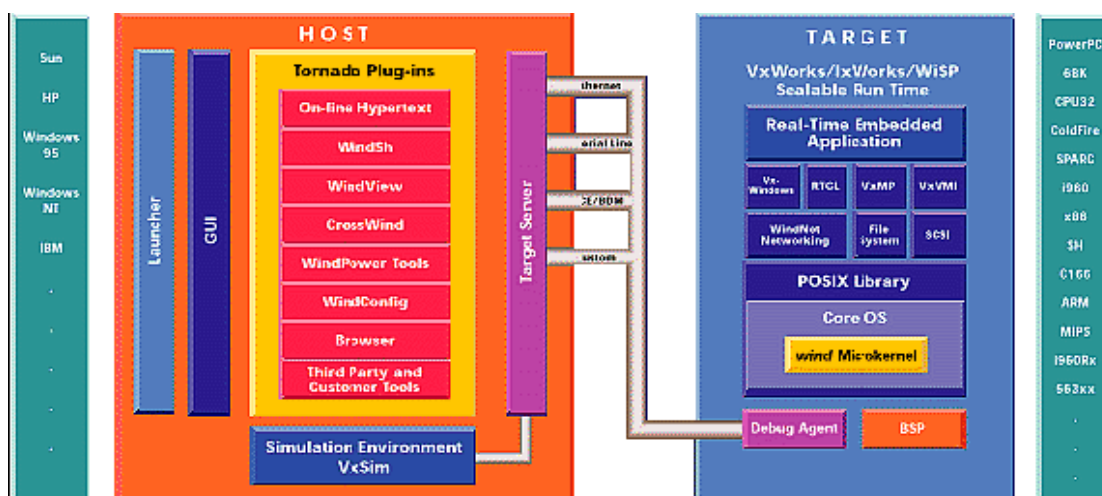 Sun
HP
Windows
95
Windows
NT
IBM
HOST
Launcher
GUI
Tornado Plug-ins
On-line Hypertext
WindSh
WindView
CrossWind
WindPower Tools
WindConfig
Browser
Third Party and
Customer Tools
Simulation Environment
VxSim
Target Server
thernet
erial Line
CE/BDM
ustom
TARGET
VxWorks/IxWorks/WiSP
Scalable Run Time
Real-Time Embedded
Application
Vx-
Windows
RTGL
VxMP
VxVMI
WindNet
Networking
File
System
SCSI
POSIX Library
Core OS
wind Microkernel
Debug Agent
BSP
PowerPC
68K
CPU32
ColdFire
SPARC
i960
x86
SH
C166
ARM
MIPS
I960Rx
563xx